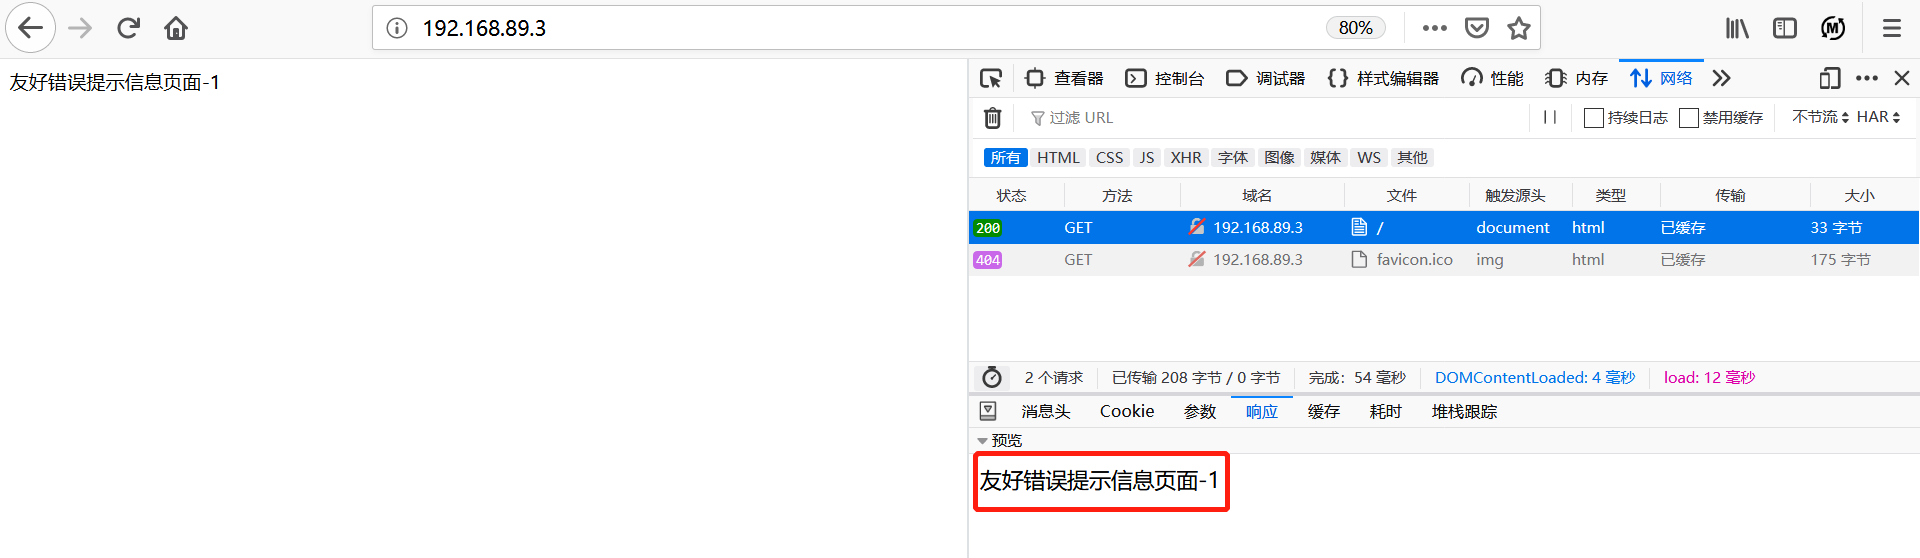 192.168.89.3 80%
友好错误提示信息页面-1
查看器 控制台 调试器 样式编辑器 性能 内存 网络
过滤 URL 持续日志 禁用缓存 不节流 HAR
所有 HTML CSS JS XHR 字体 图像 媒体 WS 其他
状态 方法 域名 文件 触发源头 类型 传输 大小
200 GET 192.168.89.3 / document html 已缓存 33 字节
404 GET 192.168.89.3 favicon.ico img html 已缓存 175 字节
2 个请求 已传输 208 字节 / 0 字节 完成：54 毫秒 DOMContentLoaded: 4 毫秒 load: 12 毫秒
消息头 Cookie 参数 响应 缓存 耗时 堆栈跟踪
预览
友好错误提示信息页面-1